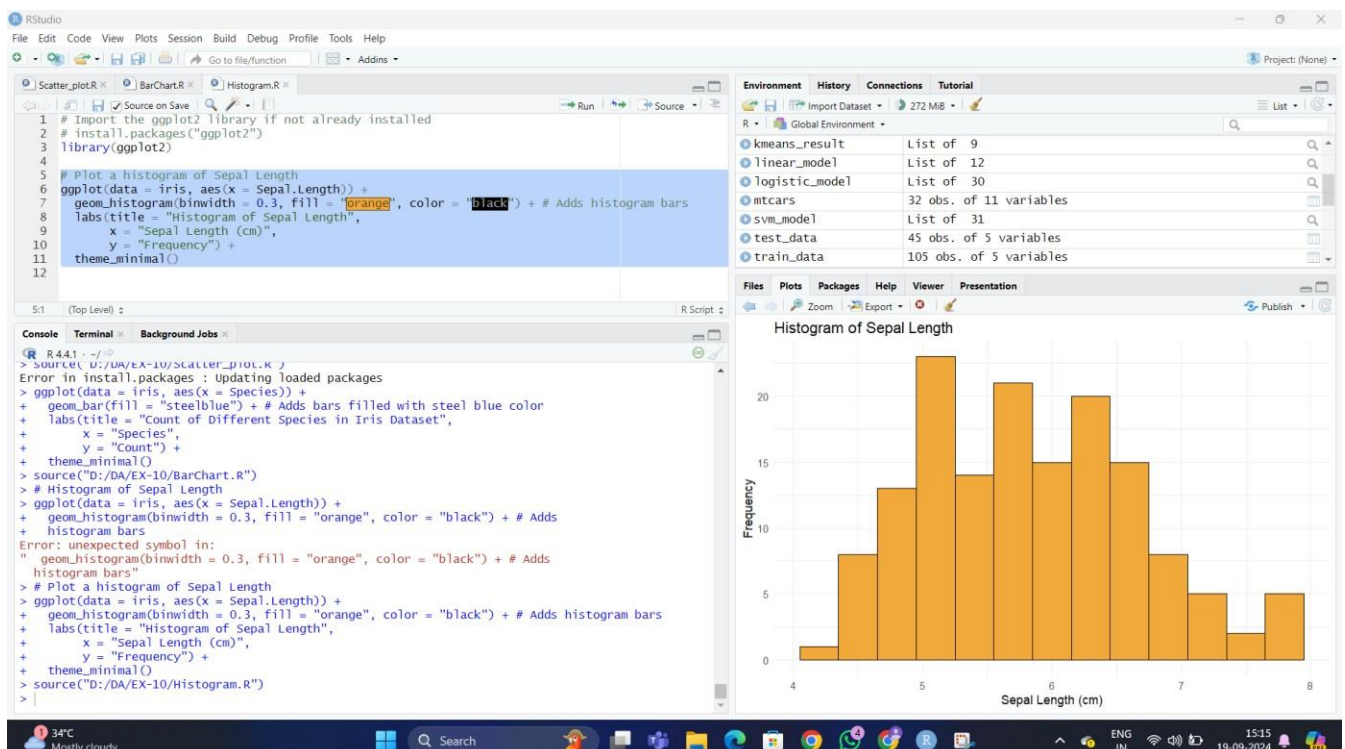 RStudio
File Edit Code View Plots Session Build Debug Profile Tools Help
Go to file/function
Addins
Project: (None)
Scatter_plot.R
BarChart.R
Histogram.R
Source on Save
Run
Source
1 # Import the ggplot2 library if not already installed
2 # install.packages("ggplot2")
3 library(ggplot2)
4
5 # Plot a histogram of Sepal Length
6 ggplot(data = iris, aes(x = Sepal.Length)) +
7   geom_histogram(binwidth = 0.3, fill = "orange", color = "black") + # Adds histogram bars
8   labs(title = "Histogram of Sepal Length",
9        x = "Sepal Length (cm)",
10        y = "Frequency") +
11   theme_minimal()
12
5:1 (Top Level) R Script
Console Terminal Background Jobs
R 4.4.1 · ~/
> source("D:/DA/EX-10/Scatter_plot.R")
Error in install.packages : Updating loaded packages
> ggplot(data = iris, aes(x = Species)) +
+   geom_bar(fill = "steelblue") + # Adds bars filled with steel blue color
+   labs(title = "Count of Different Species in Iris Dataset",
+        x = "Species",
+        y = "Count") +
+   theme_minimal()
> source("D:/DA/EX-10/BarChart.R")
> # Histogram of Sepal Length
> ggplot(data = iris, aes(x = Sepal.Length)) +
+   geom_histogram(binwidth = 0.3, fill = "orange", color = "black") + # Adds
+   histogram bars
Error: unexpected symbol in:
"  geom_histogram(binwidth = 0.3, fill = "orange", color = "black") + # Adds
  histogram bars"
> # Plot a histogram of Sepal Length
> ggplot(data = iris, aes(x = Sepal.Length)) +
+   geom_histogram(binwidth = 0.3, fill = "orange", color = "black") + # Adds histogram bars
+   labs(title = "Histogram of Sepal Length",
+        x = "Sepal Length (cm)",
+        y = "Frequency") +
+   theme_minimal()
> source("D:/DA/EX-10/Histogram.R")
>
Environment History Connections Tutorial
Import Dataset 272 MiB List
R Global Environment
kmeans_result List of 9
linear_model List of 12
logistic_model List of 30
mtcars 32 obs. of 11 variables
svm_model List of 31
test_data 45 obs. of 5 variables
train_data 105 obs. of 5 variables
Files Plots Packages Help Viewer Presentation
Zoom Export Publish
Histogram of Sepal Length
20
15
10
5
0
Frequency
4 5 6 7 8
Sepal Length (cm)
1
34°C
Mostly cloudy
Search
4
ENG
IN
15:15
19-09-2024